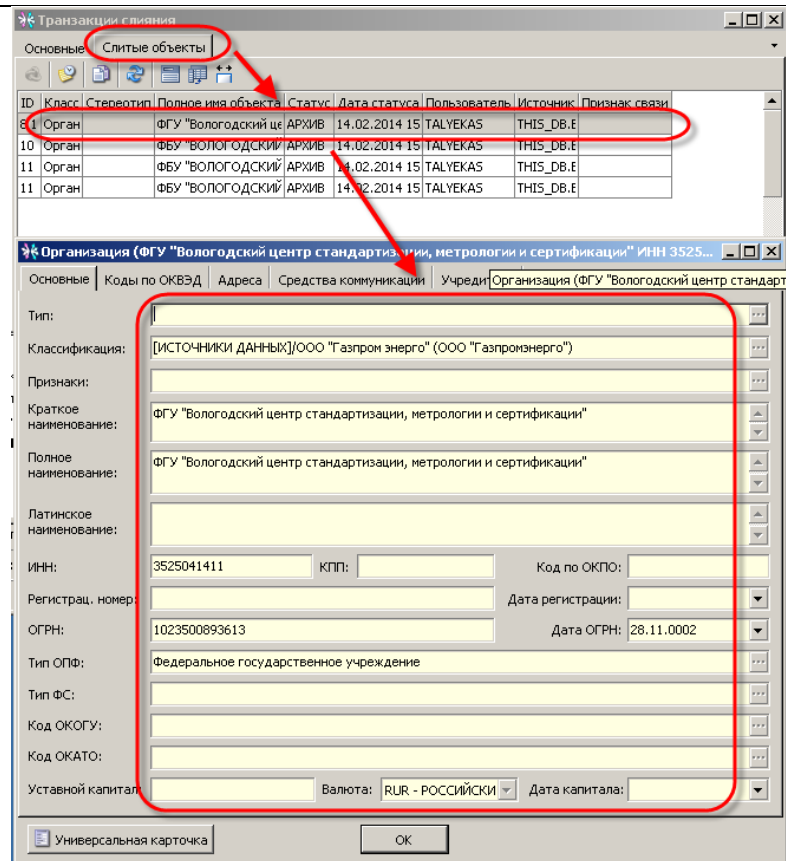 Транзакции слияния
Основные Слитые объекты
ID Класс Стереотип Полное имя объекта Статус Дата статуса Пользователь Источник Признак связи
8 1 Орган ФГУ "Вологодский це АРХИВ 14.02.2014 15 TALYEKAS THIS_DB.E
10 Орган ФБУ "ВОЛОГОДСКИЙ АРХИВ 14.02.2014 15 TALYEKAS THIS_DB.E
11 Орган ФБУ "ВОЛОГОДСКИЙ АРХИВ 14.02.2014 15 TALYEKAS THIS_DB.E
11 Орган ФБУ "ВОЛОГОДСКИЙ АРХИВ 14.02.2014 15 TALYEKAS THIS_DB.E
Организация (ФГУ "Вологодский центр стандартизации, метрологии и сертификации" ИНН 3525...
Основные Коды по ОКВЭД Адреса Средства коммуникации Учредит Организация (ФГУ "Вологодский центр стандарт
Тип:
Классификация: [ИСТОЧНИКИ ДАННЫХ]/ООО "Газпром энерго" (ООО "Газпромэнерго")
Признаки:
Краткое
наименование: ФГУ "Вологодский центр стандартизации, метрологии и сертификации"
Полное
наименование: ФГУ "Вологодский центр стандартизации, метрологии и сертификации"
Латинское
наименование:
ИНН: 3525041411 КПП: Код по ОКПО:
Регистрац. номер: Дата регистрации:
ОГРН: 1023500893613 Дата ОГРН: 28.11.0002
Тип ОПФ: Федеральное государственное учреждение
Тип ФС:
Код ОКОГУ:
Код ОКАТО:
Уставной капитал: Валюта: RUR - РОССИЙСКИ Дата капитала:
Универсальная карточка ОК